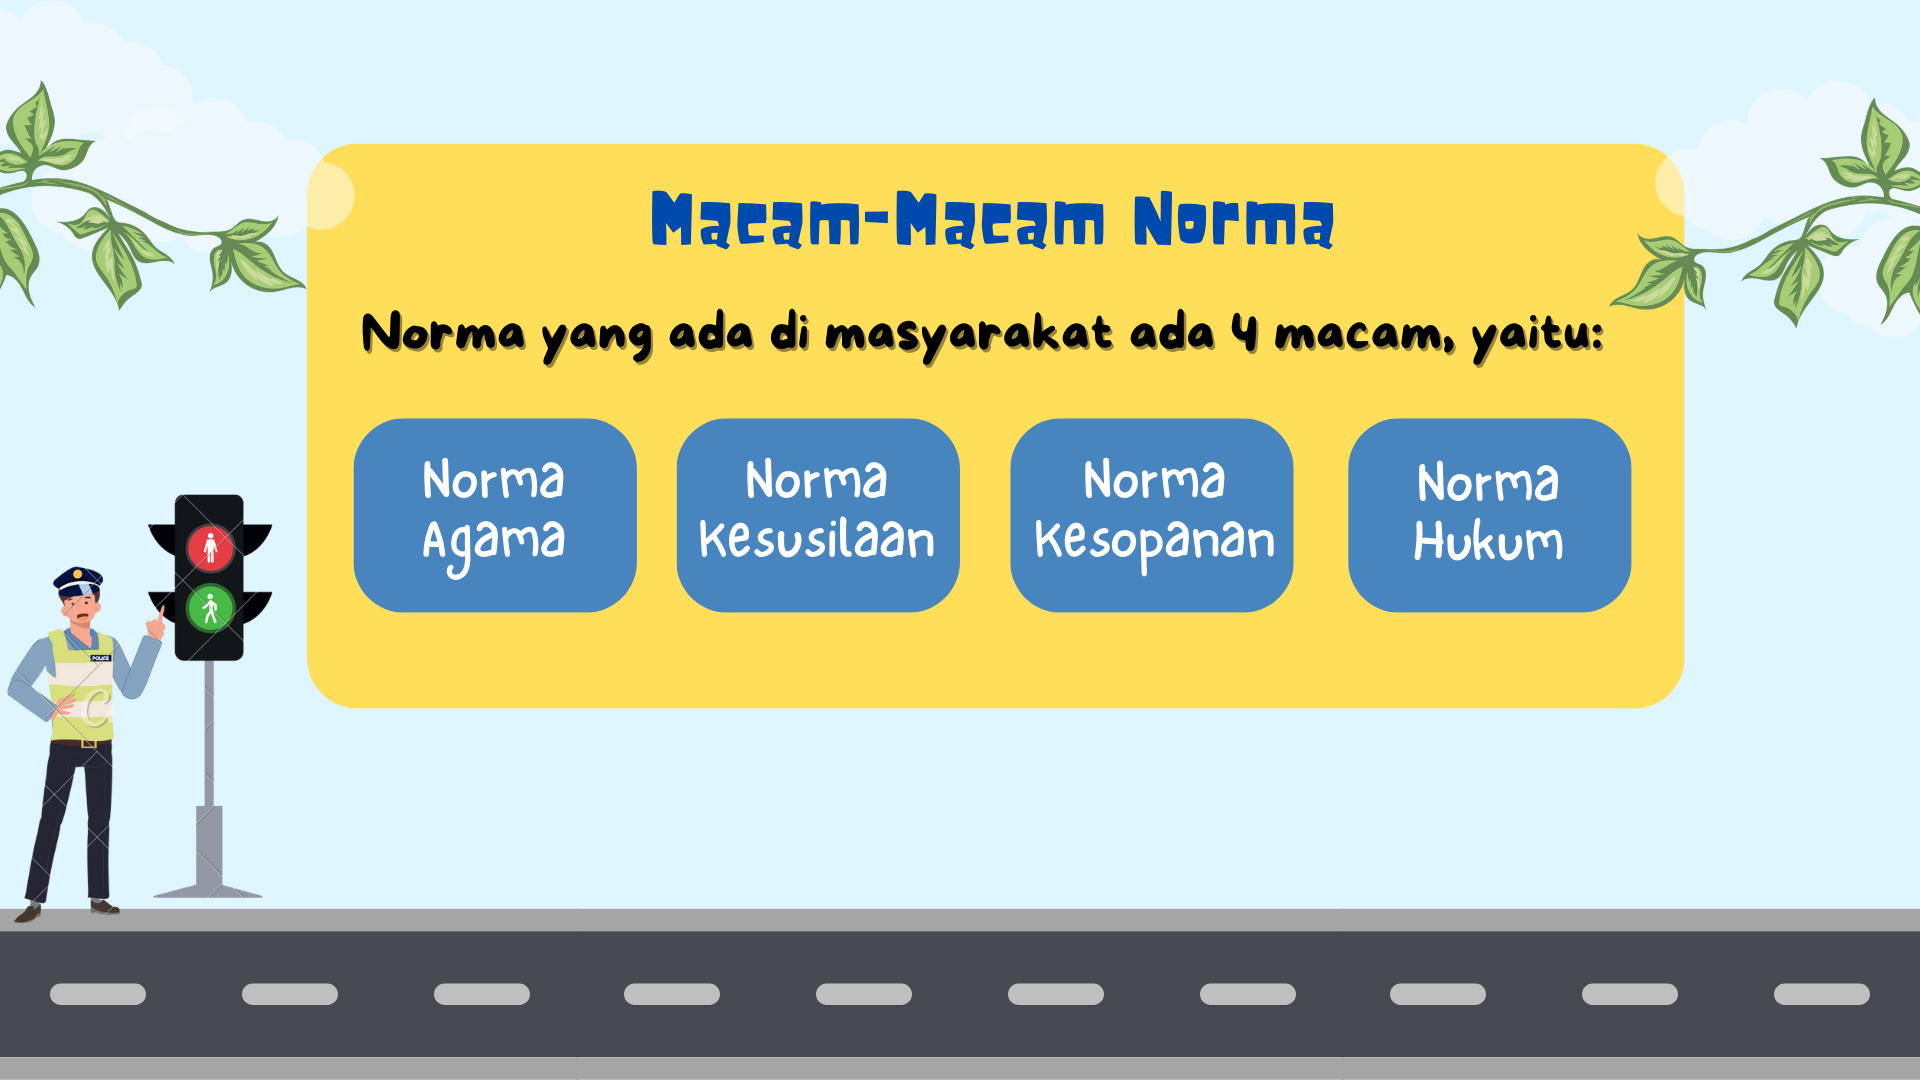 Macam-Macam Norma
Norma yang ada di masyarakat ada 4 macam, yaitu:
Norma
Agama
Norma
Kesusilaan
Norma
Kesopanan
Norma
Hukum
POLICE